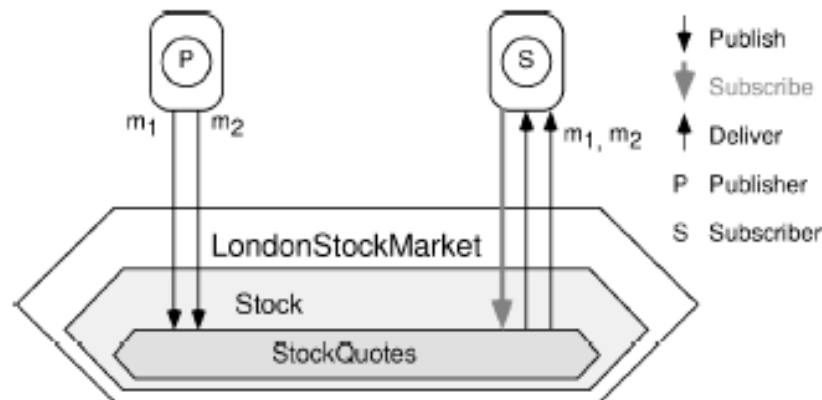 P
S
m1
m2
m1, m2
Publish
Subscribe
Deliver
P Publisher
S Subscriber
LondonStockMarket
Stock
StockQuotes